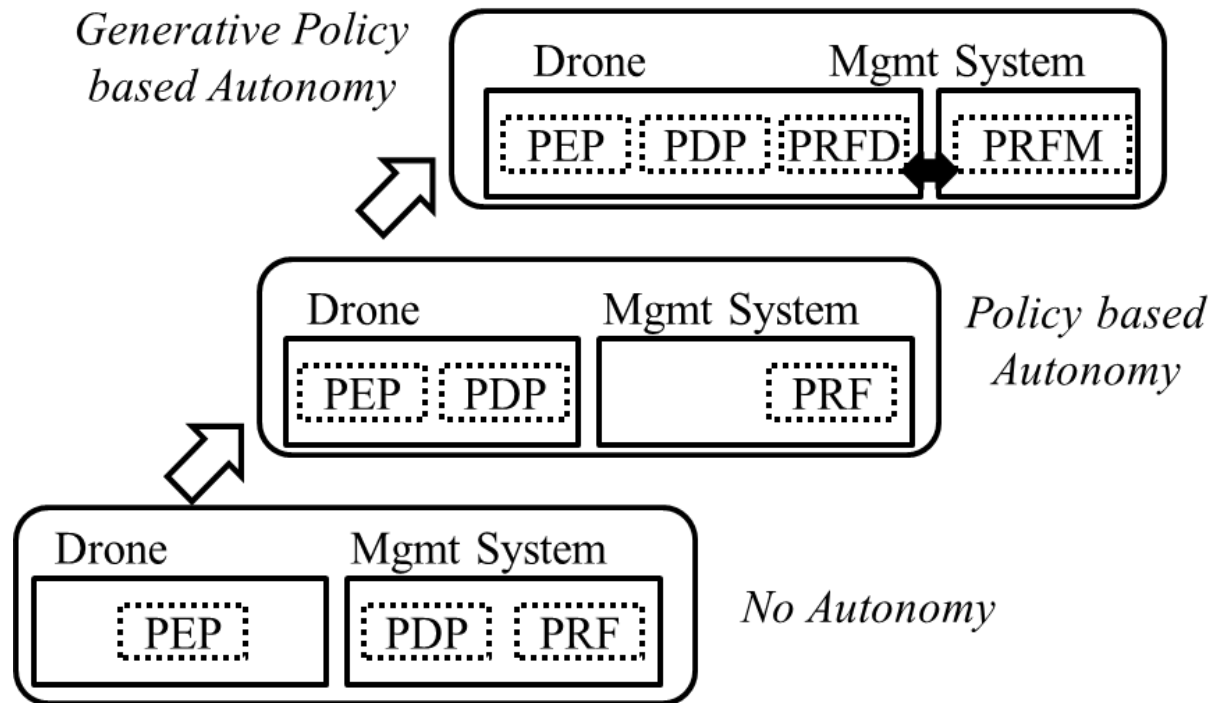 Generative Policy
based Autonomy
Drone Mgmt System
PEP PDP PRFD PRFM
Drone Mgmt System
PEP PDP PRF
Policy based
Autonomy
Drone Mgmt System
PEP PDP PRF
No Autonomy